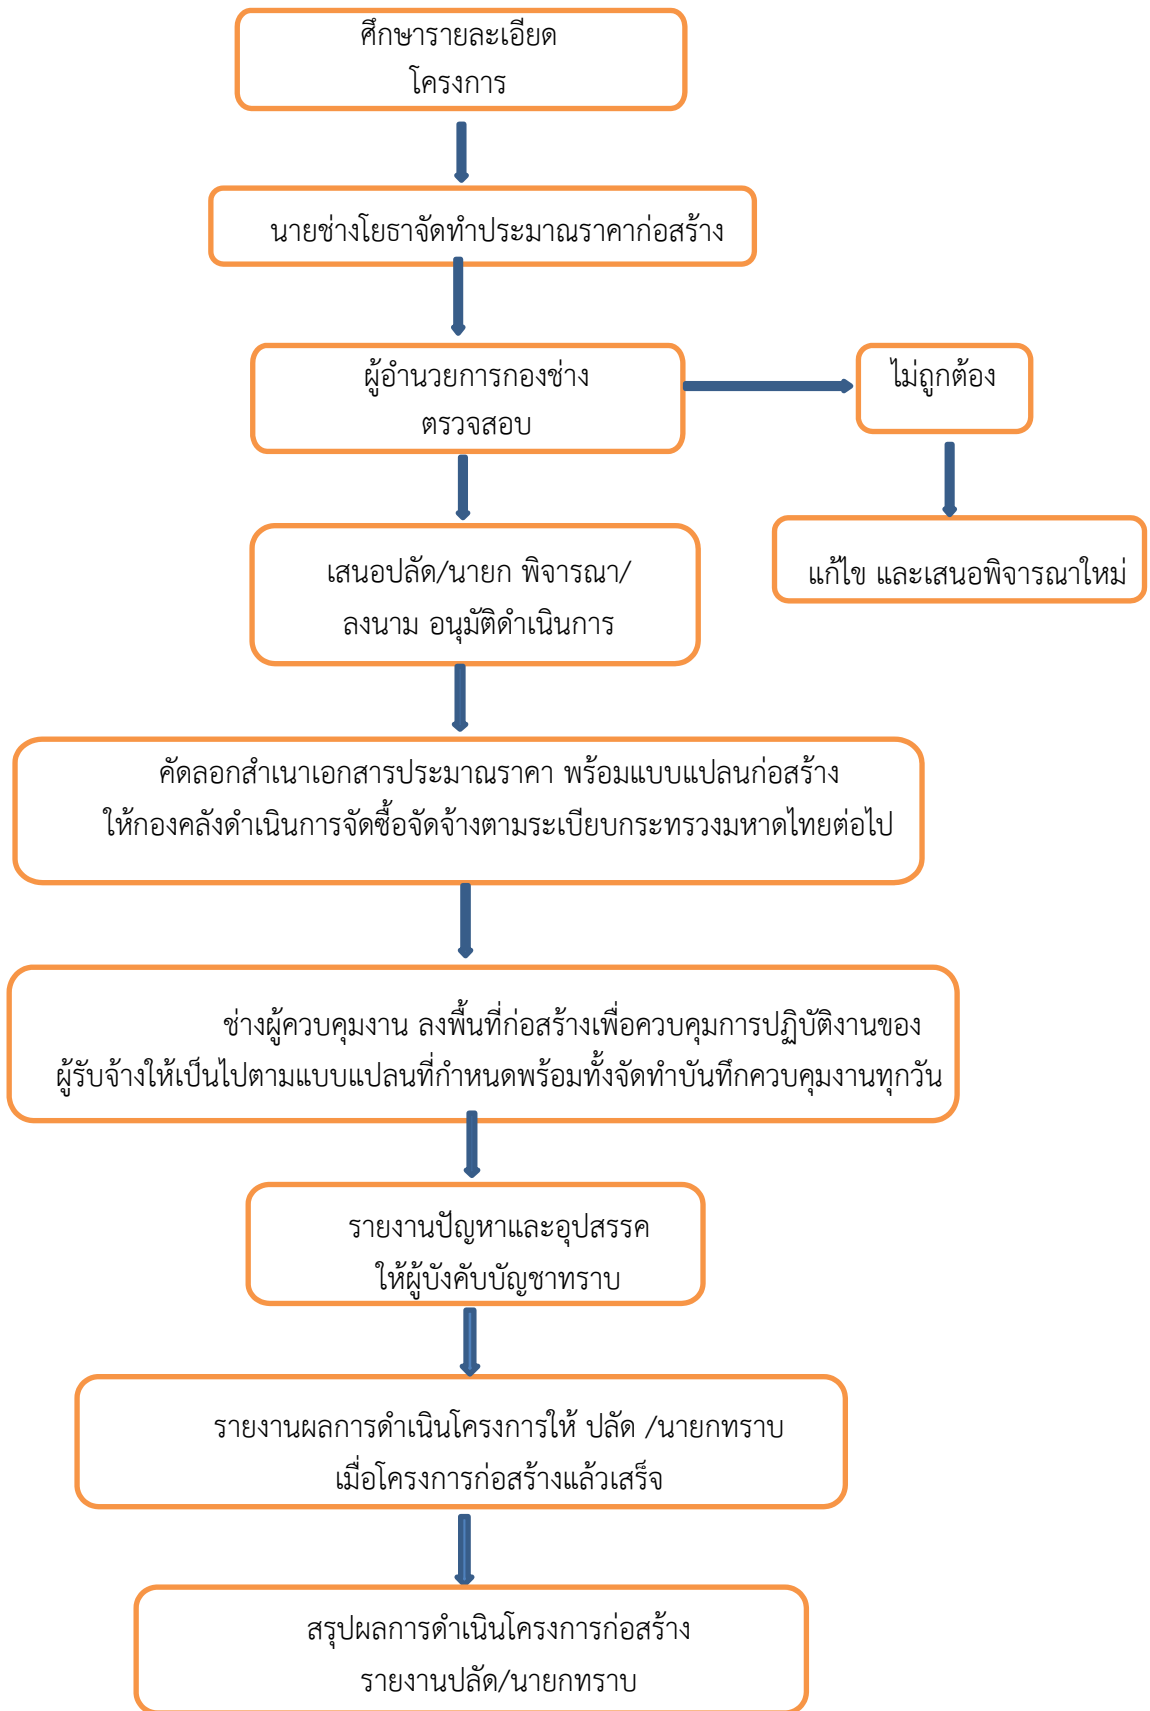 ศึกษารายละเอียด
โครงการ
นายช่างโยธาจัดทำประมาณราคาก่อสร้าง
ผู้อำนวยการกองช่าง
ตรวจสอบ
ไม่ถูกต้อง
เสนอปลัด/นายก พิจารณา/
ลงนาม อนุมัติดำเนินการ
แก้ไข และเสนอพิจารณาใหม่
คัดลอกสำเนาเอกสารประมาณราคา พร้อมแบบแปลนก่อสร้าง
ให้กองคลังดำเนินการจัดซื้อจัดจ้างตามระเบียบกระทรวงมหาดไทยต่อไป
ช่างผู้ควบคุมงาน ลงพื้นที่ก่อสร้างเพื่อควบคุมการปฏิบัติงานของ
ผู้รับจ้างให้เป็นไปตามแบบแปลนที่กำหนดพร้อมทั้งจัดทำบันทึกควบคุมงานทุกวัน
รายงานปัญหาและอุปสรรค
ให้ผู้บังคับบัญชาทราบ
รายงานผลการดำเนินโครงการให้ ปลัด /นายกทราบ
เมื่อโครงการก่อสร้างแล้วเสร็จ
สรุปผลการดำเนินโครงการก่อสร้าง
รายงานปลัด/นายกทราบ